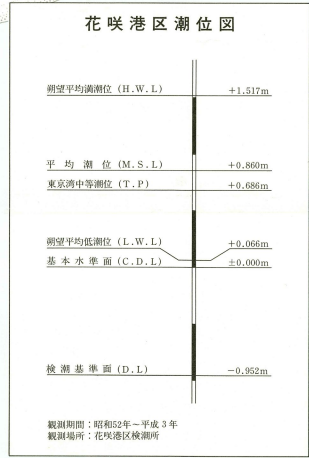 花咲港区潮位図
朔望平均満潮位(H.W.L) +1.517m
平均潮位(M.S.L) +0.860m
東京湾中等潮位(T.P) +0.686m
朔望平均低潮位(L.W.L) +0.066m
基本水準面(C.D.L) ±0.000m
検潮基準面(D.L) -0.952m
観測期間:昭和52年~平成3年
観測場所:花咲港区検潮所